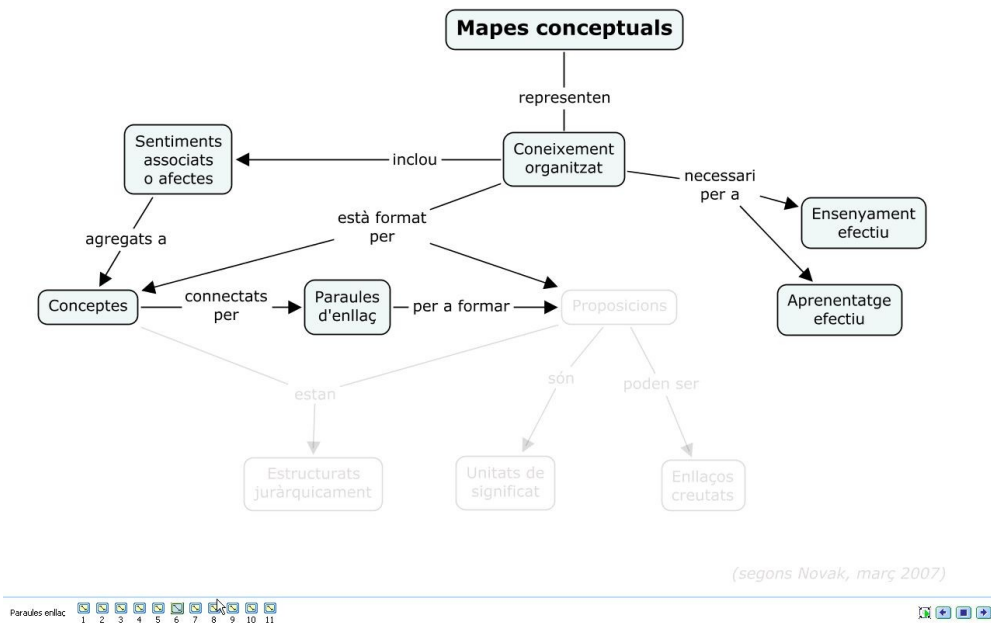 Mapes conceptuals
representen
Sentiments
associats
o afectes
inclou
Coneixement
organitzat
necessari
per a
Ensenyament
efectiu
està format
per
agregats a
Conceptes
connectats
per
Paraules
d'enllaç
per a formar
Proposicions
Aprenentatge
efectiu
estan
són
poden ser
Estructurats
juràrquicament
Unitats de
significat
Enllaços
creutats
(segons Novak, març 2007)
Paraules enllaç
1 2 3 4 5 6 7 8 9 10 11